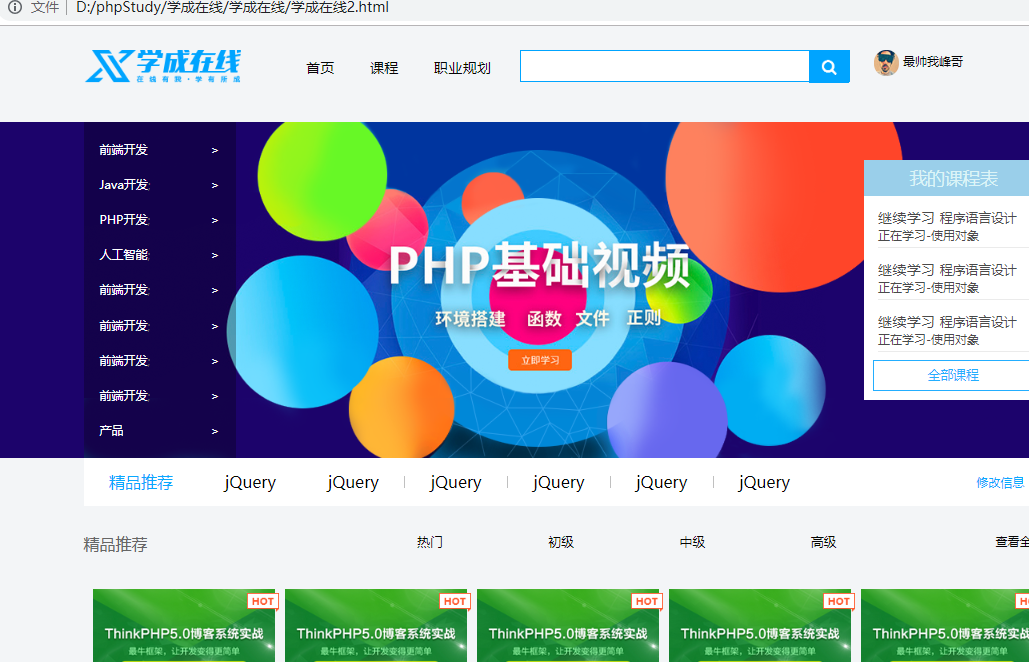 文件 D:/phpStudy/学成在线/学成在线/学成在线2.html
学成在线
在线有我·学有所成
首页 课程 职业规划
最帅我峰哥
前端开发 >
Java开发 >
PHP开发 >
人工智能 >
前端开发 >
前端开发 >
前端开发 >
前端开发 >
产品 >
PHP基础视频
环境搭建 函数 文件 正则
立即学习
我的课程表
继续学习 程序语言设计
正在学习-使用对象
继续学习 程序语言设计
正在学习-使用对象
继续学习 程序语言设计
正在学习-使用对象
全部课程
精品推荐 jQuery jQuery jQuery jQuery jQuery jQuery 修改信息
精品推荐 热门 初级 中级 高级 查看全
HOT HOT HOT HOT
ThinkPHP5.0博客系统实战 ThinkPHP5.0博客系统实战 ThinkPHP5.0博客系统实战 ThinkPHP5.0博客系统实战 ThinkPHP5.0博客系统实战
最牛框架，让开发变得更简单 最牛框架，让开发变得更简单 最牛框架，让开发变得更简单 最牛框架，让开发变得更简单 最牛框架，让开发变得更简单